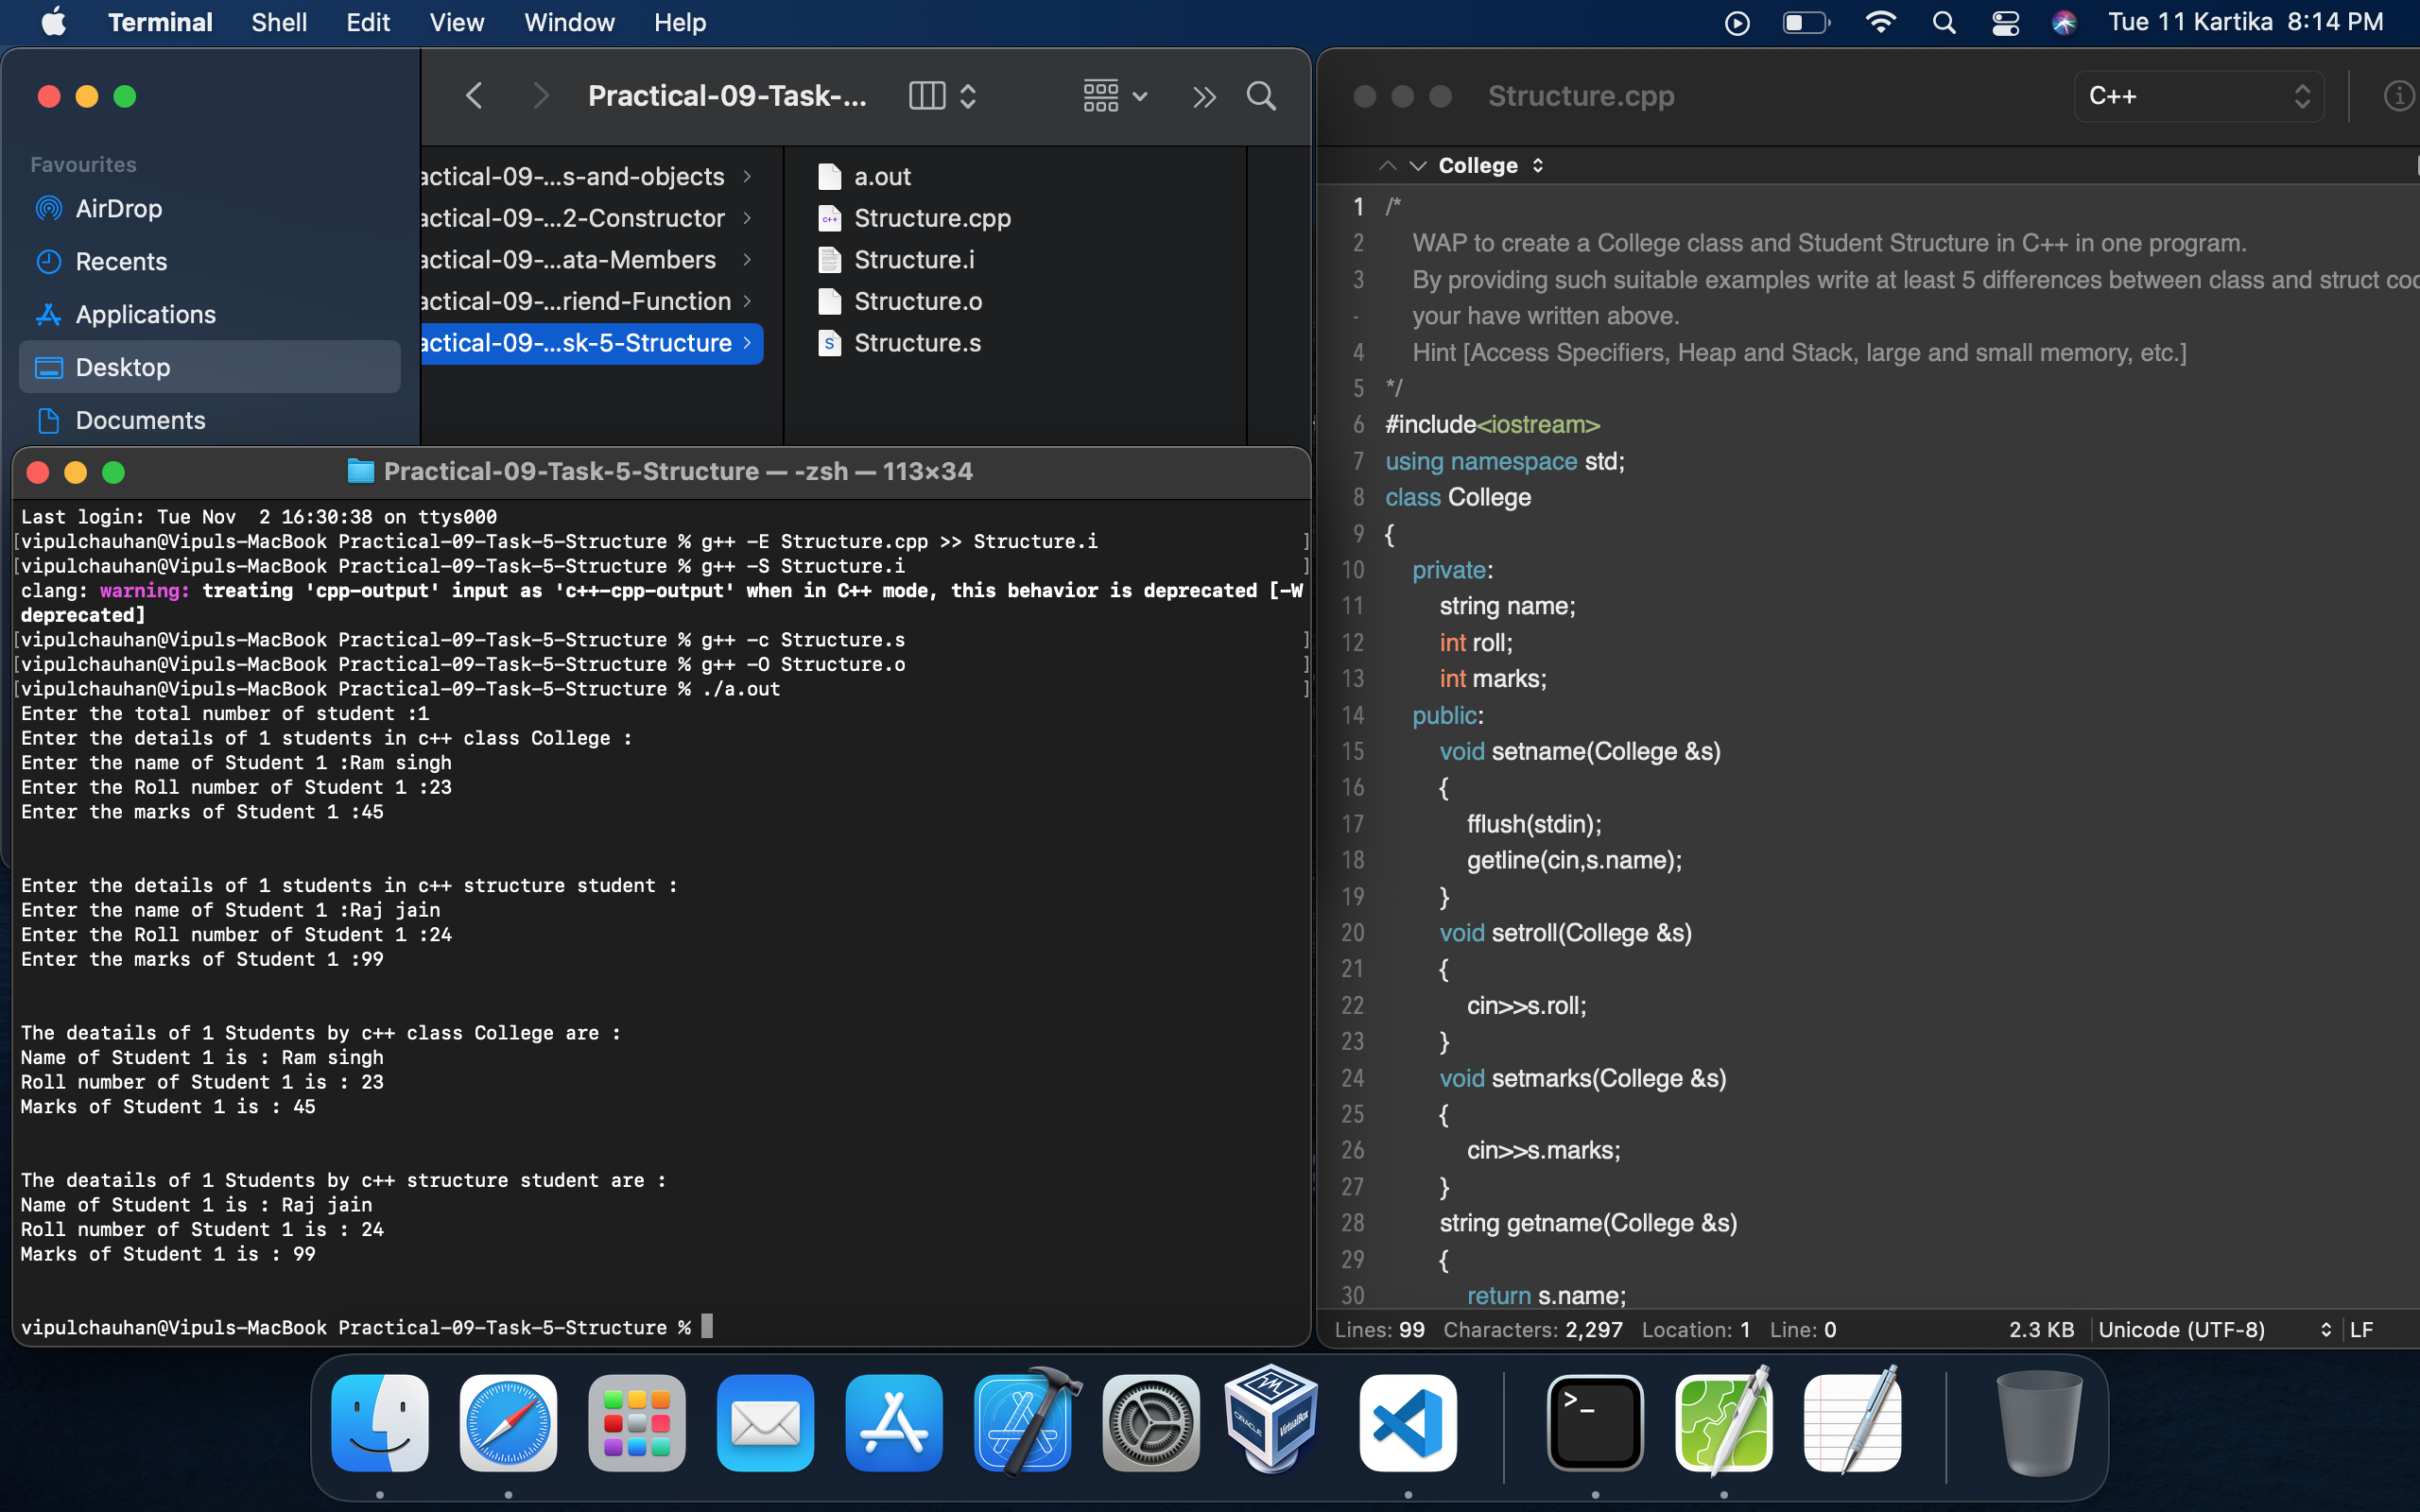 Terminal Shell Edit View Window Help Tue 11 Kartika 8:14 PM
Practical-09-Task-...
Favourites
AirDrop
Recents
Applications
Desktop
Documents
actical-09-...s-and-objects
actical-09-...2-Constructor
actical-09-...ata-Members
actical-09-...riend-Function
actical-09-...sk-5-Structure
a.out
Structure.cpp
Structure.i
Structure.o
Structure.s
Practical-09-Task-5-Structure — -zsh — 113×34
Last login: Tue Nov  2 16:30:38 on ttys000
[vipulchauhan@Vipuls-MacBook Practical-09-Task-5-Structure % g++ -E Structure.cpp >> Structure.i ]
[vipulchauhan@Vipuls-MacBook Practical-09-Task-5-Structure % g++ -S Structure.i ]
clang: warning: treating 'cpp-output' input as 'c++-cpp-output' when in C++ mode, this behavior is deprecated [-W
deprecated]
[vipulchauhan@Vipuls-MacBook Practical-09-Task-5-Structure % g++ -c Structure.s ]
[vipulchauhan@Vipuls-MacBook Practical-09-Task-5-Structure % g++ -O Structure.o ]
[vipulchauhan@Vipuls-MacBook Practical-09-Task-5-Structure % ./a.out ]
Enter the total number of student :1
Enter the details of 1 students in c++ class College :
Enter the name of Student 1 :Ram singh
Enter the Roll number of Student 1 :23
Enter the marks of Student 1 :45
Enter the details of 1 students in c++ structure student :
Enter the name of Student 1 :Raj jain
Enter the Roll number of Student 1 :24
Enter the marks of Student 1 :99
The deatails of 1 Students by c++ class College are :
Name of Student 1 is : Ram singh
Roll number of Student 1 is : 23
Marks of Student 1 is : 45
The deatails of 1 Students by c++ structure student are :
Name of Student 1 is : Raj jain
Roll number of Student 1 is : 24
Marks of Student 1 is : 99
vipulchauhan@Vipuls-MacBook Practical-09-Task-5-Structure %
Structure.cpp C++
College
1 /*
2 WAP to create a College class and Student Structure in C++ in one program.
3 By providing such suitable examples write at least 5 differences between class and struct
- your have written above.
4 Hint [Access Specifiers, Heap and Stack, large and small memory, etc.]
5 */
6 #include<iostream>
7 using namespace std;
8 class College
9 {
10 private:
11 string name;
12 int roll;
13 int marks;
14 public:
15 void setname(College &s)
16 {
17 fflush(stdin);
18 getline(cin,s.name);
19 }
20 void setroll(College &s)
21 {
22 cin>>s.roll;
23 }
24 void setmarks(College &s)
25 {
26 cin>>s.marks;
27 }
28 string getname(College &s)
29 {
30 return s.name;
Lines: 99 Characters: 2,297 Location: 1 Line: 0 2.3 KB Unicode (UTF-8) LF
ORACLE VirtualBox
>_